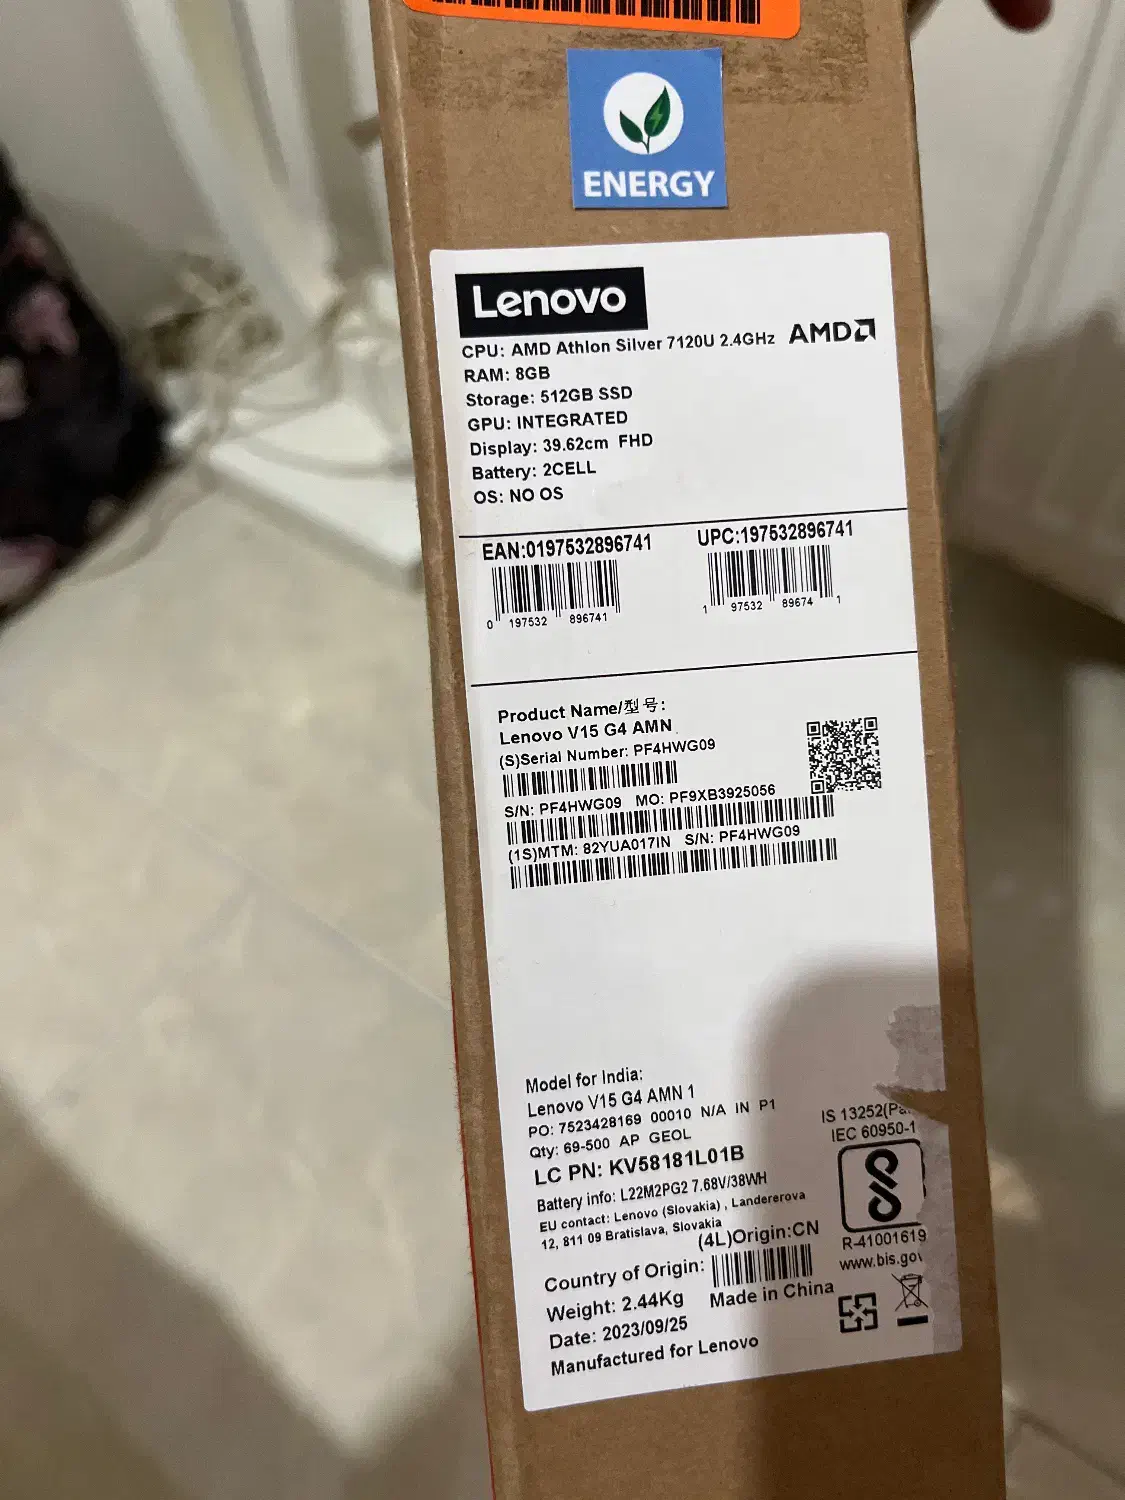 ENERGY
Lenovo
CPU: AMD Athlon Silver 7120U 2.4GHz AMD
RAM: 8GB
Storage: 512GB SSD
GPU: INTEGRATED
Display: 39.62cm FHD
Battery: 2CELL
OS: NO OS
EAN:0197532896741 UPC:197532896741
0 197532 896741 1 97532 89674 1
Product Name/型号:
Lenovo V15 G4 AMN
(S)Serial Number: PF4HWG09
S/N: PF4HWG09 MO: PF9XB3925056
(1S)MTM: 82YUA017IN S/N: PF4HWG09
Model for India:
Lenovo V15 G4 AMN 1
PO: 7523428169 00010 N/A IN P1
Qty: 69-500 AP GEOL
LC PN: KV58181L01B
Battery info: L22M2PG2 7.68V/38WH
EU contact: Lenovo (Slovakia) , Landererova
12, 811 09 Bratislava, Slovakia
(4L)Origin:CN
Country of Origin:
Made in China
Weight: 2.44Kg
Date: 2023/09/25
Manufactured for Lenovo
IS 13252
IEC 60950-1
R-41001619
www.bis.gov